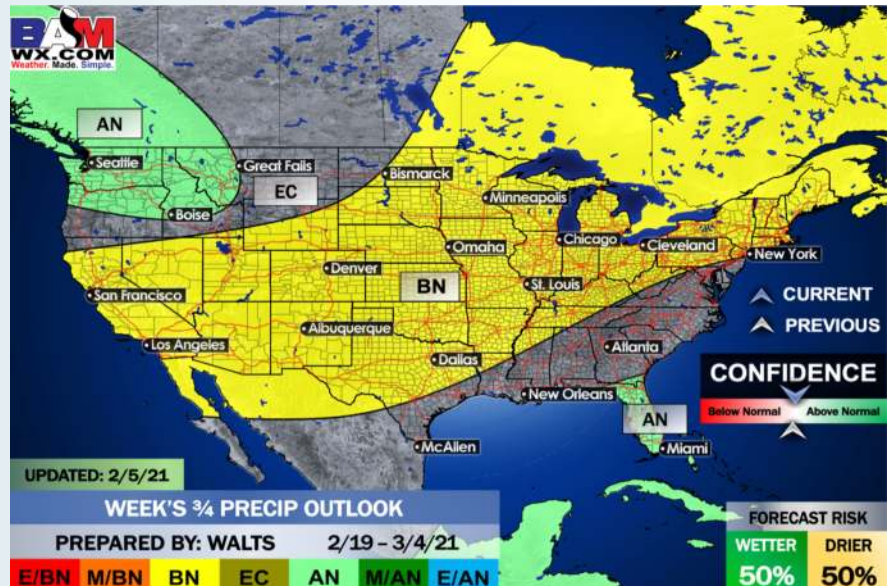 BAM
WX.COM
Weather. Made. Simple.
AN
Seattle
Great Falls
Bismarck
EC
Boise
Minneapolis
Omaha
Chicago
Cleveland
New York
Denver
BN
St. Louis
San Francisco
CURRENT
PREVIOUS
Albuquerque
Los Angeles
Dallas
Atlanta
CONFIDENCE
Below Normal
Above Normal
New Orleans
AN
McAllen
Miami
UPDATED: 2/5/21
WEEK'S ¾ PRECIP OUTLOOK
PREPARED BY: WALTS 2/19 – 3/4/21
E/BN M/BN BN EC AN M/AN E/AN
FORECAST RISK
WETTER DRIER
50% 50%